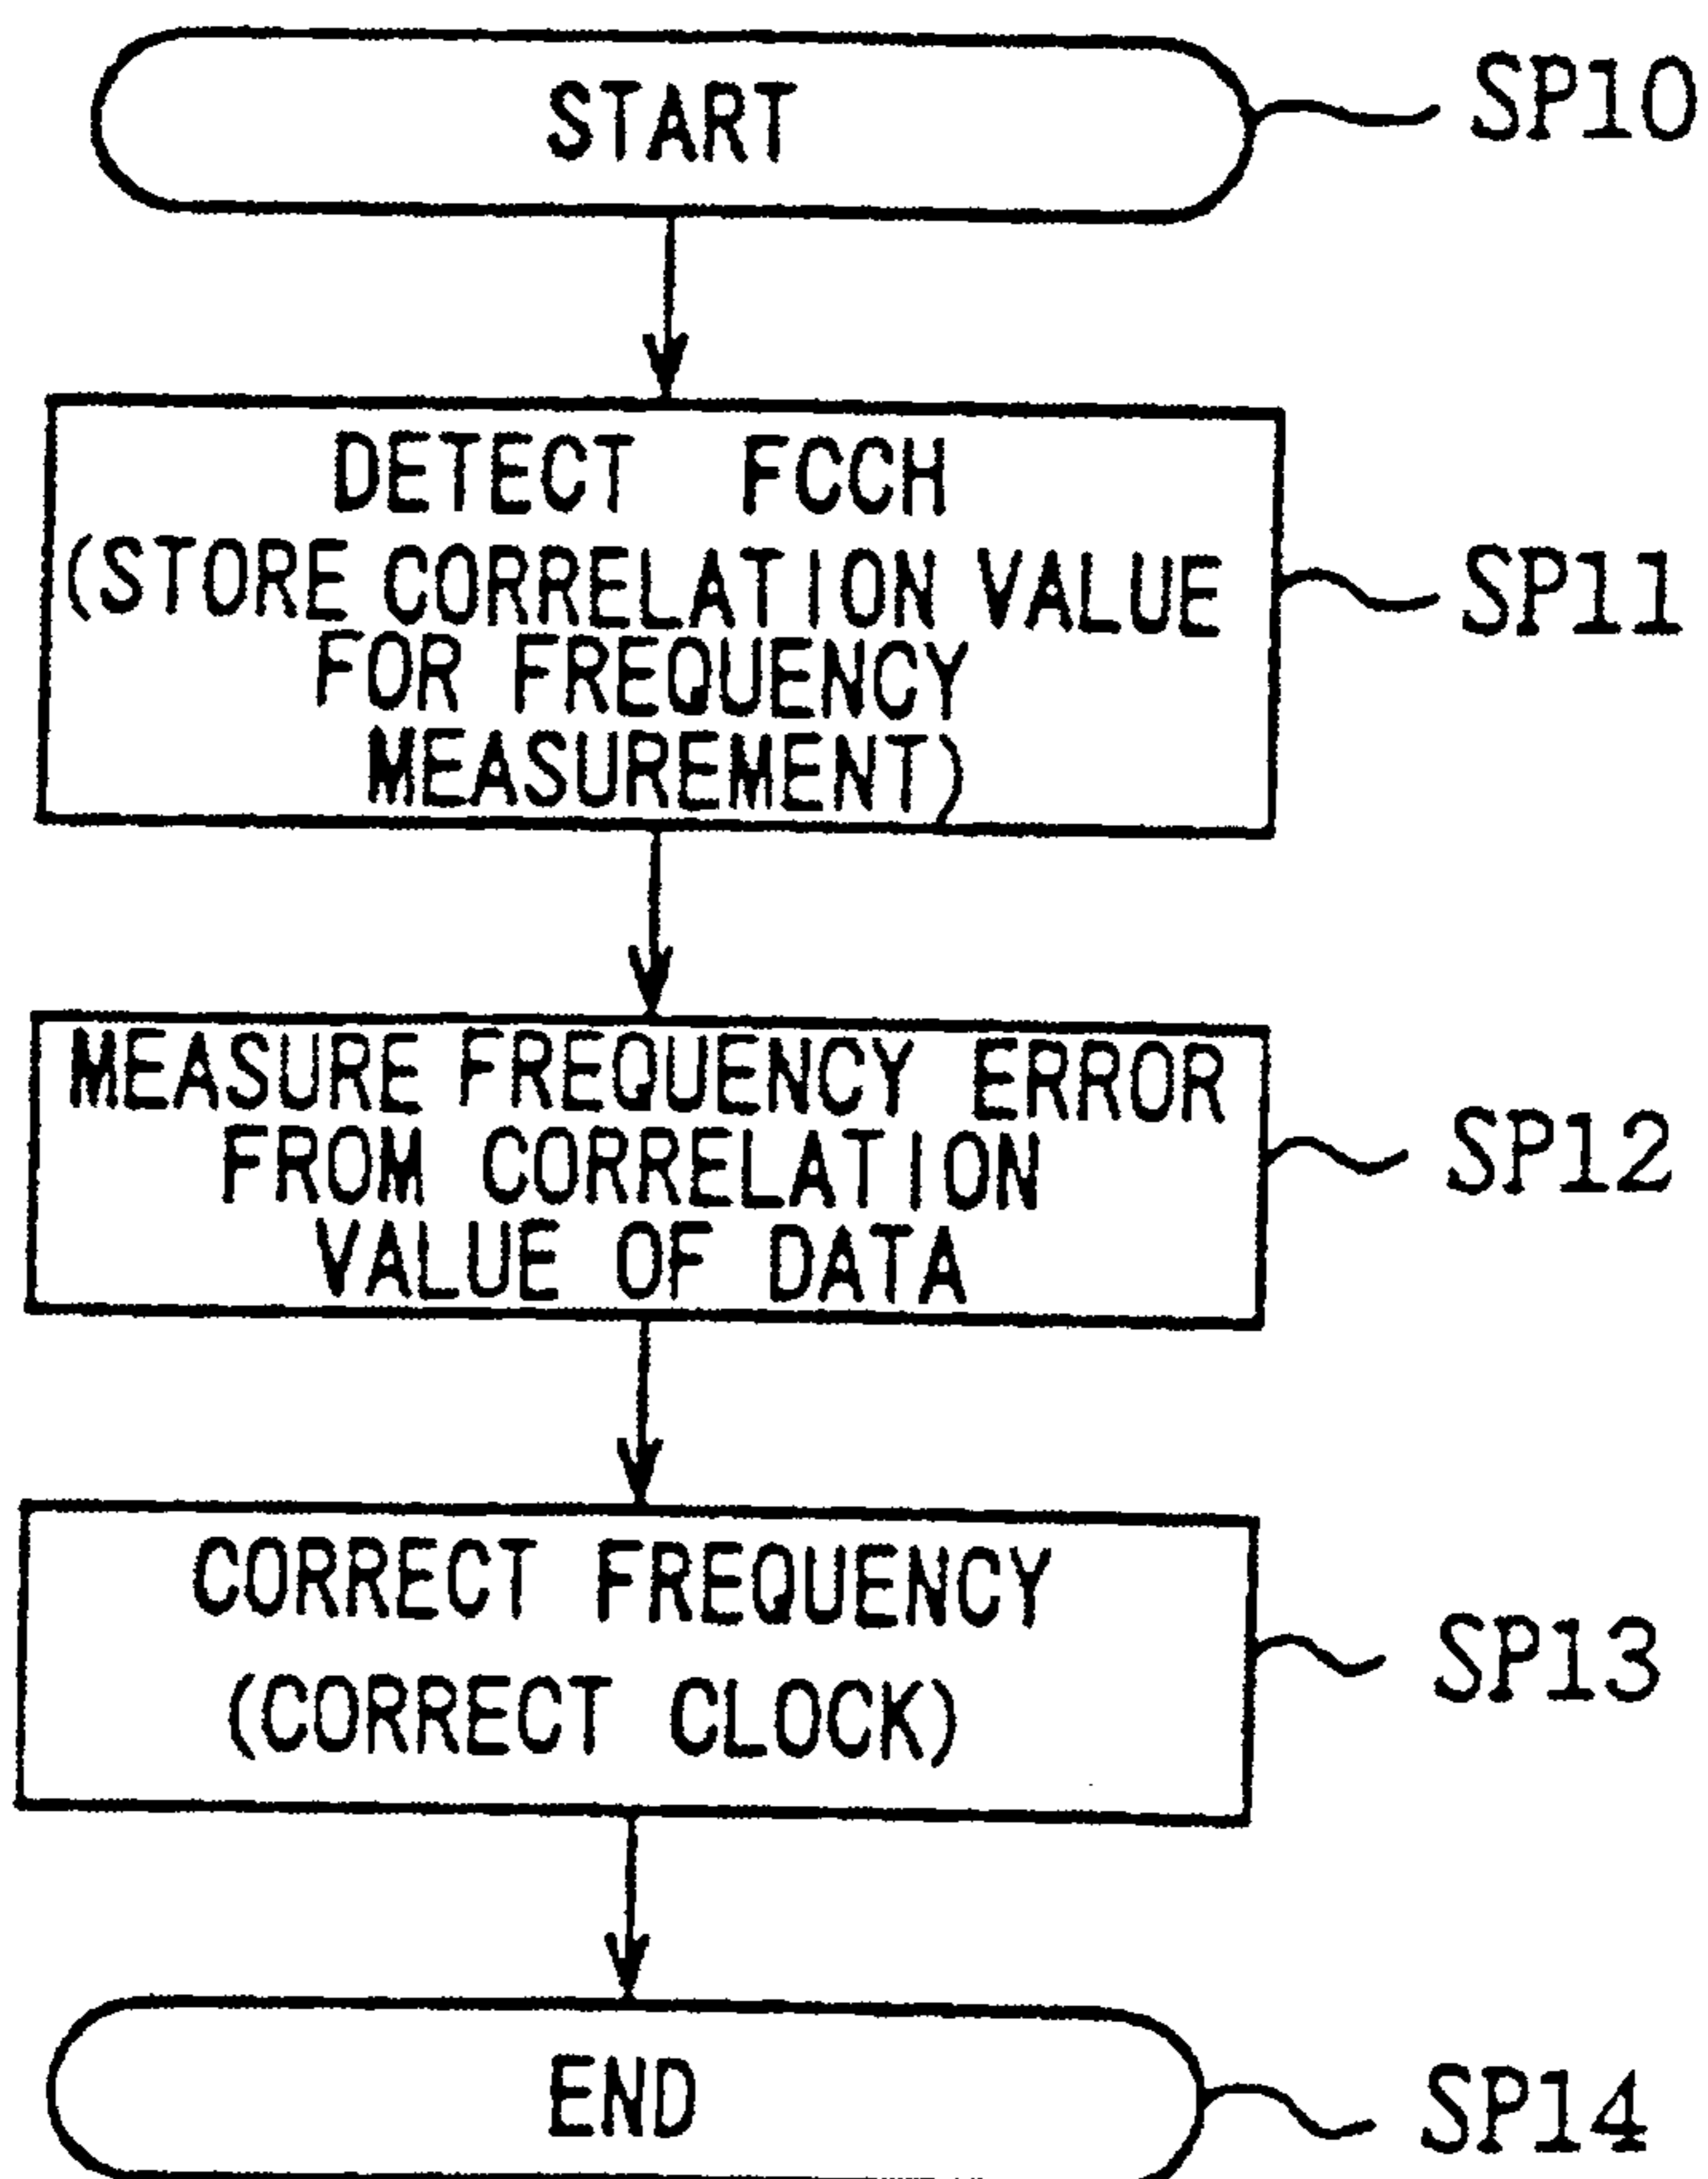 START
SP10
DETECT FCCH
(STORE CORRELATION VALUE
FOR FREQUENCY
MEASUREMENT)
SP11
MEASURE FREQUENCY ERROR
FROM CORRELATION
VALUE OF DATA
SP12
CORRECT FREQUENCY
(CORRECT CLOCK)
SP13
END
SP14